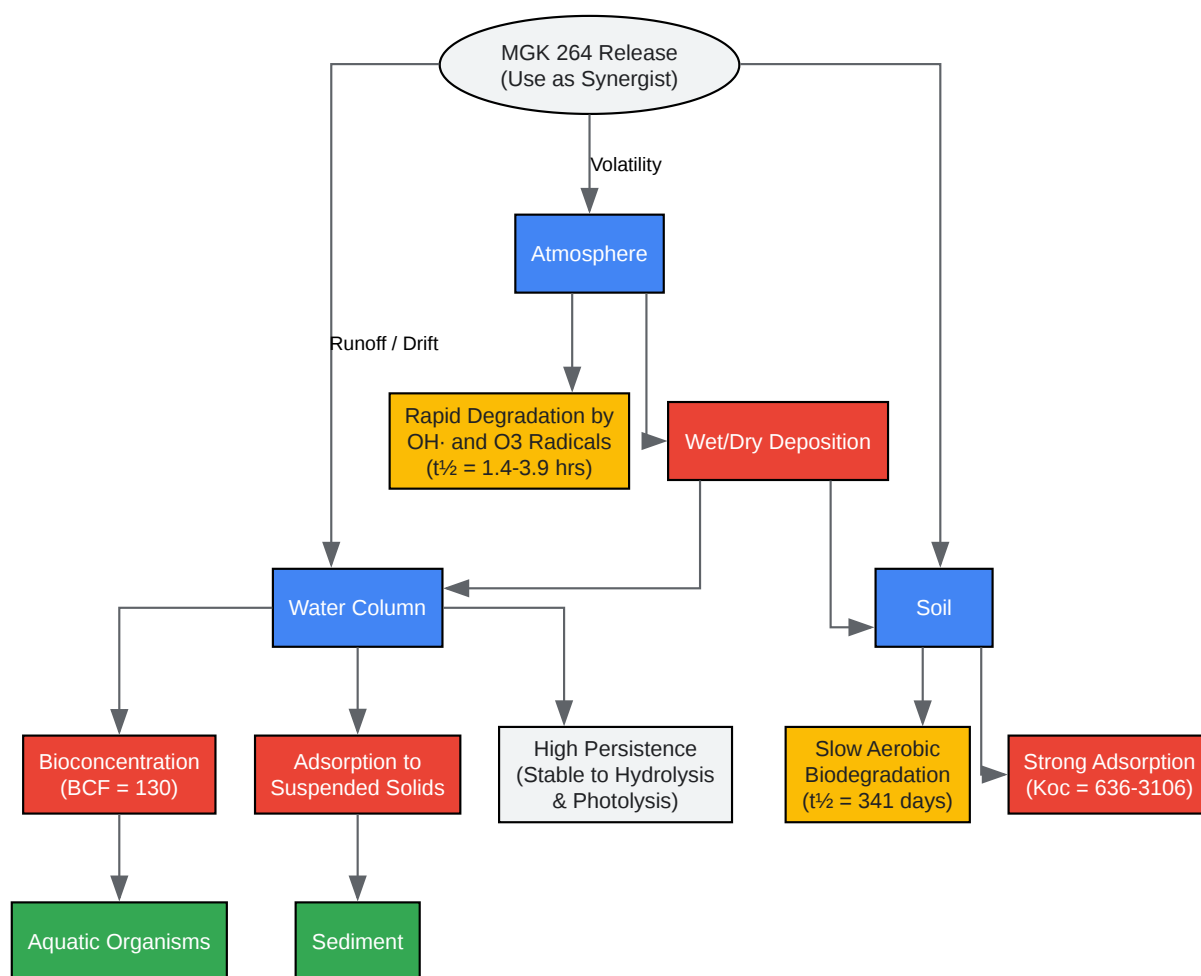 MGK 264 Release
(Use as Synergist)
Volatility
Atmosphere
Runoff / Drift
Rapid Degradation by
OH· and O3 Radicals
(t½ = 1.4-3.9 hrs)
Wet/Dry Deposition
Water Column
Soil
Bioconcentration
(BCF = 130)
Adsorption to
Suspended Solids
High Persistence
(Stable to Hydrolysis
& Photolysis)
Slow Aerobic
Biodegradation
(t½ = 341 days)
Strong Adsorption
(Koc = 636-3106)
Aquatic Organisms
Sediment